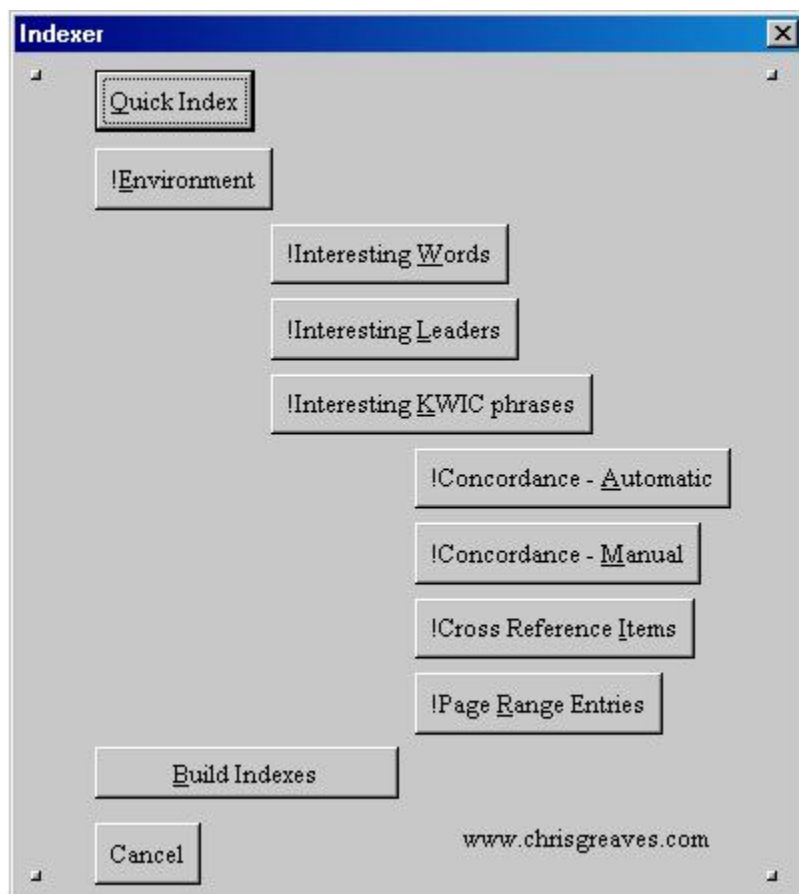 Indexer
Quick Index
!Environment
!Interesting Words
!Interesting Leaders
!Interesting KWIC phrases
!Concordance - Automatic
!Concordance - Manual
!Cross Reference Items
!Page Range Entries
Build Indexes
Cancel
www.chrisgreaves.com